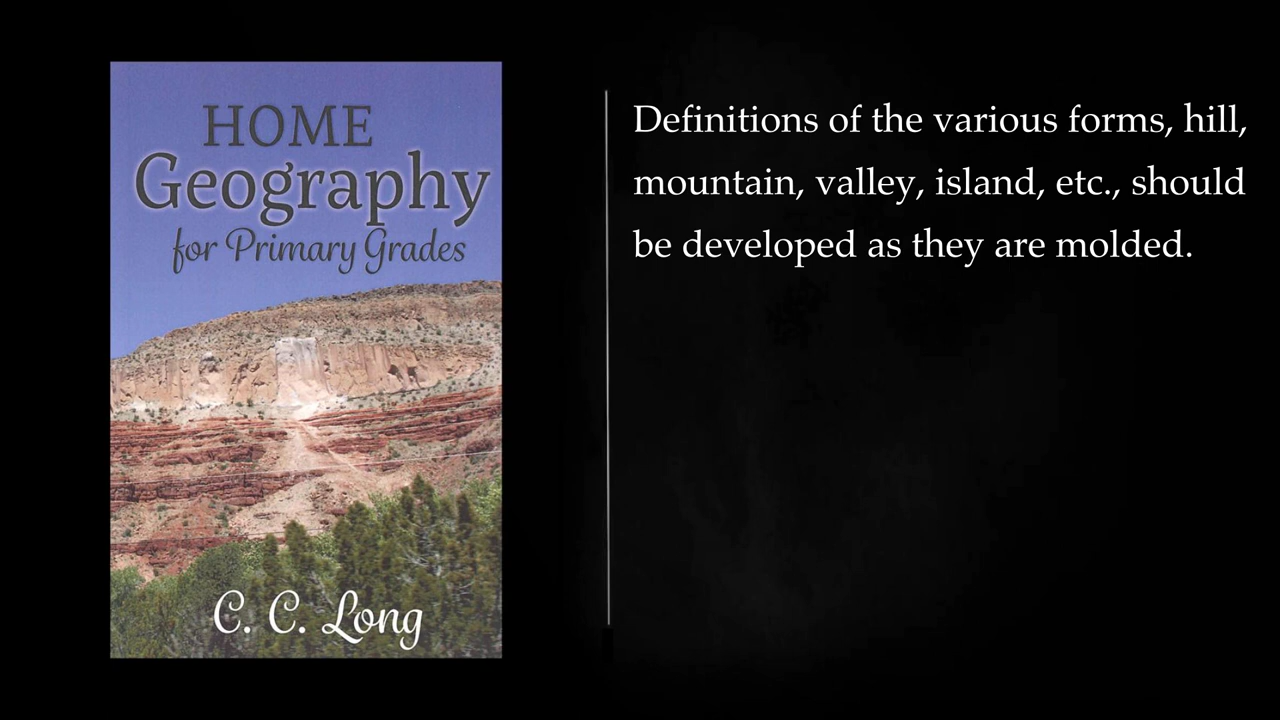 HOME
Geography
for Primary Grades
C. C. Long
Definitions of the various forms, hill,
mountain, valley, island, etc., should
be developed as they are molded.